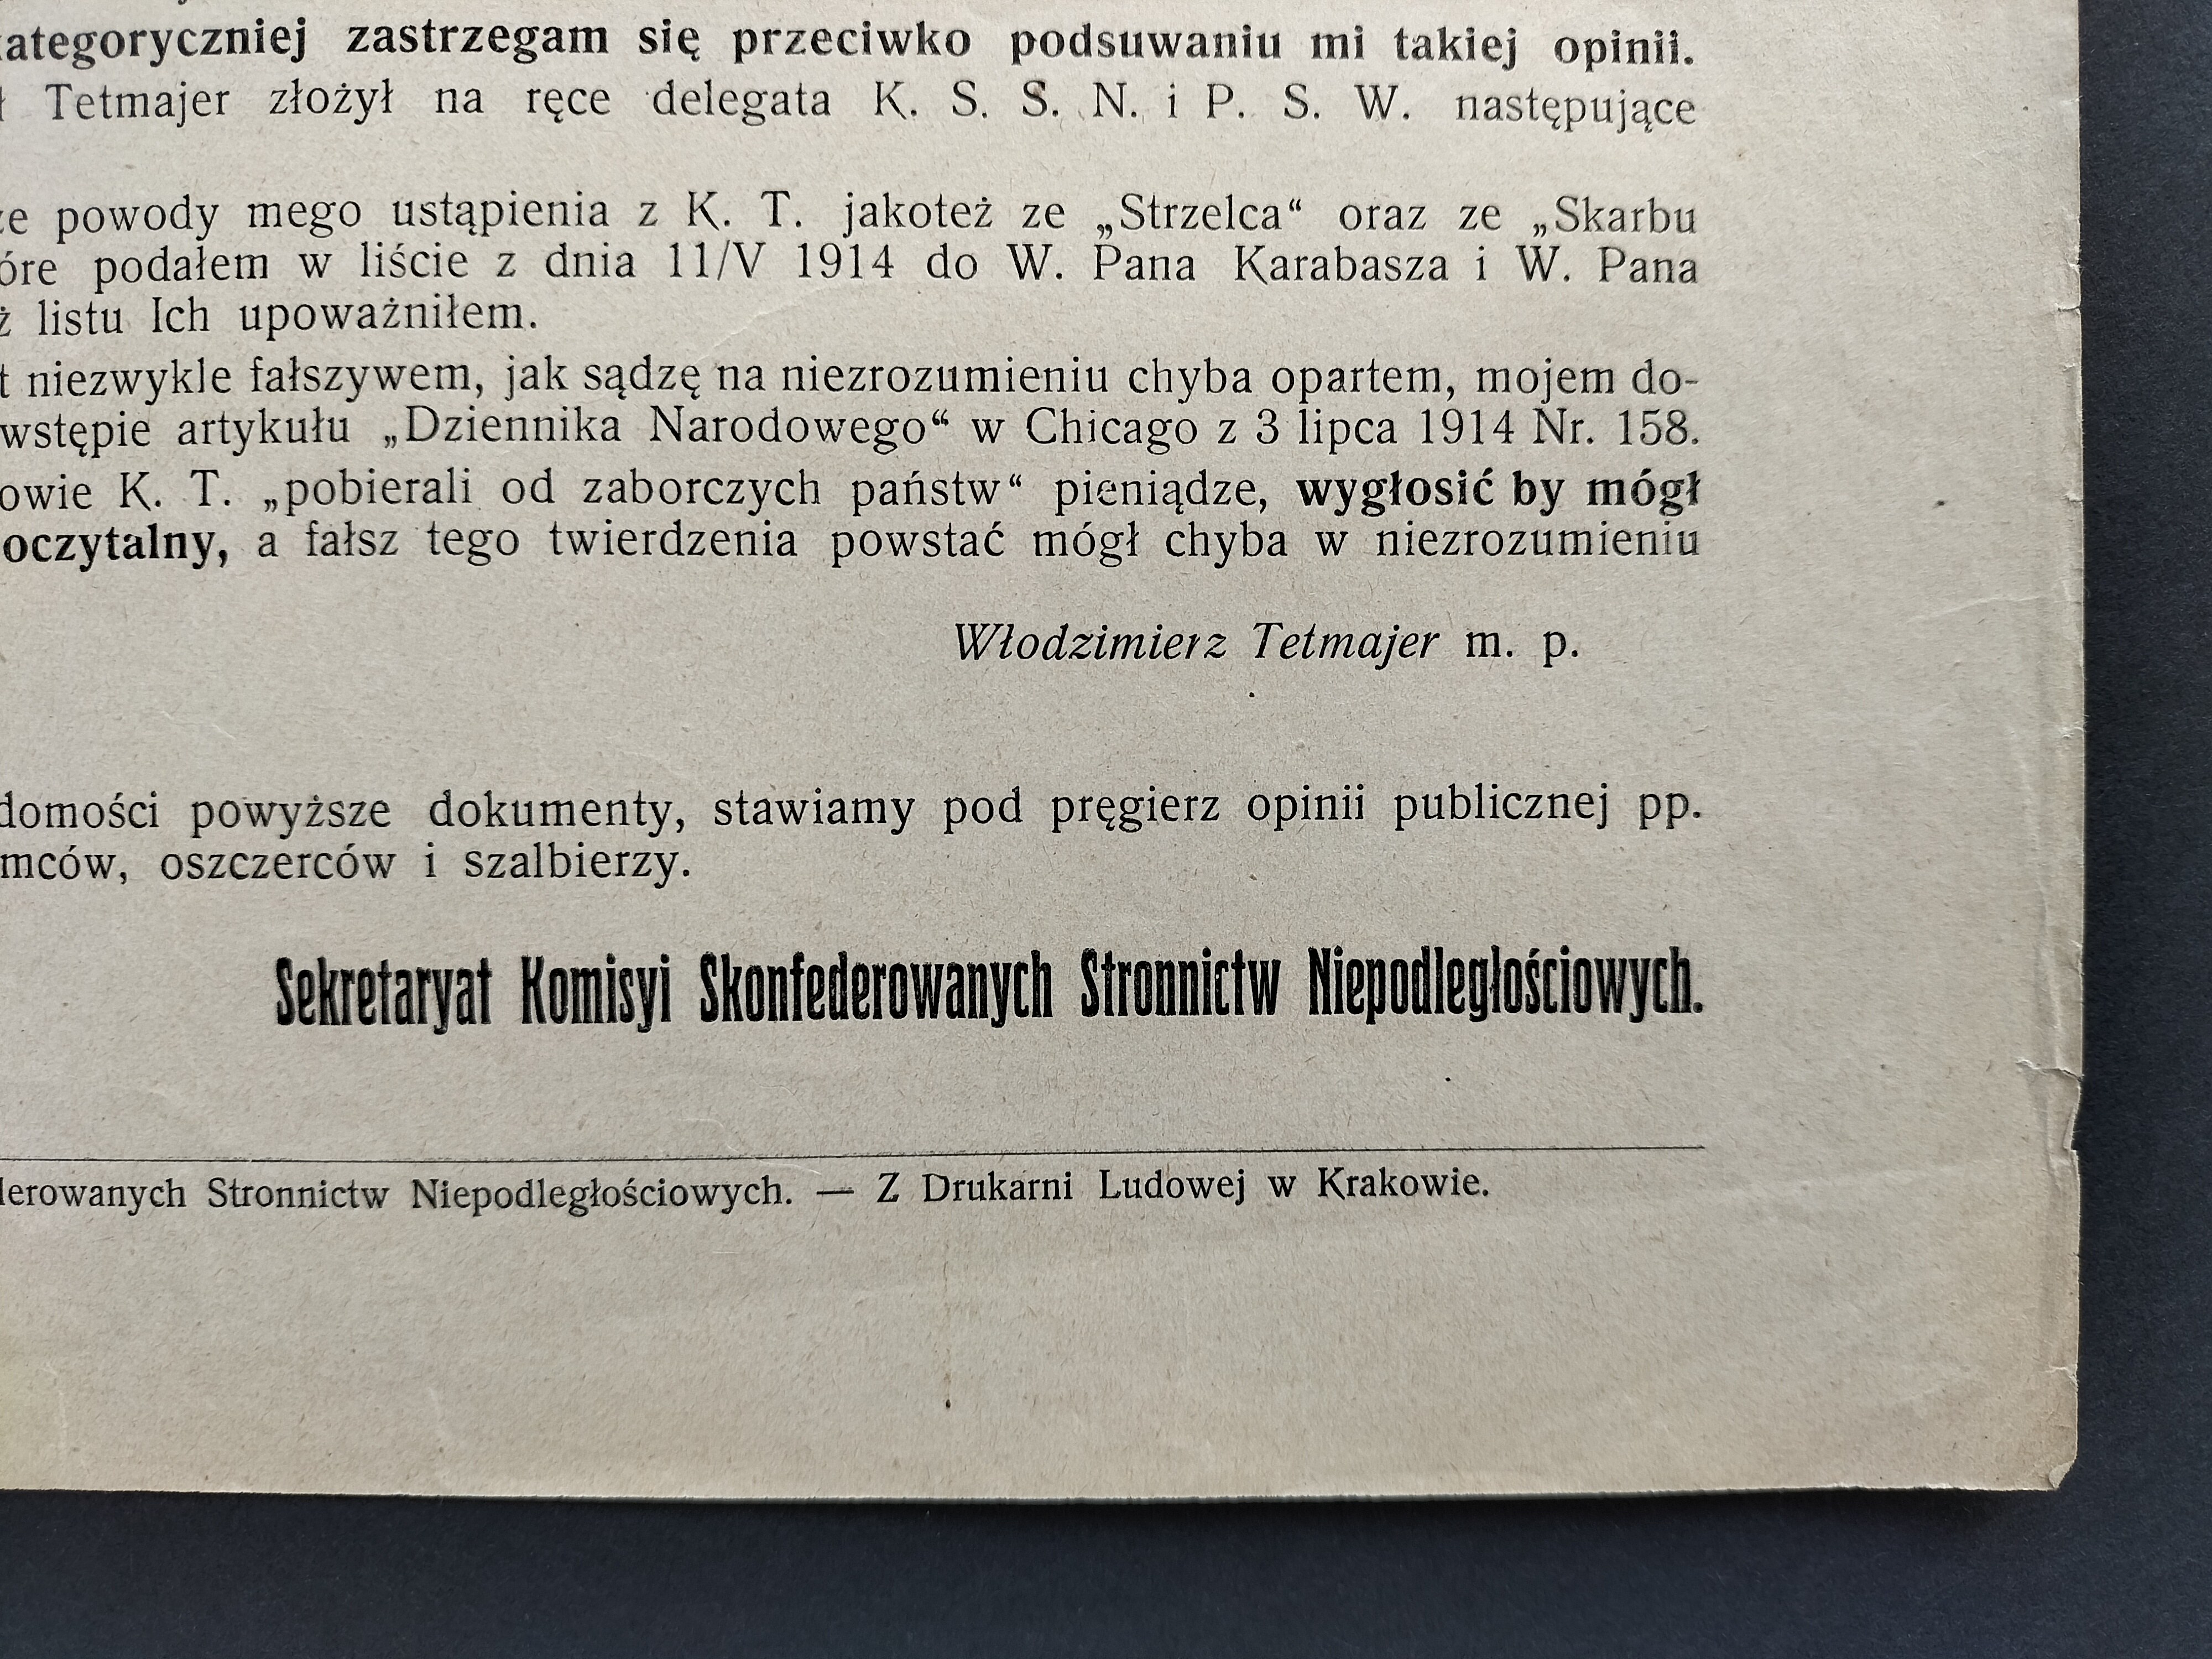 kategoryczniej zastrzegam się przeciwko podsuwaniu mi takiej opinii.
ł Tetmajer złożył na ręce delegata K. S. S. N. i P. S. W. następujące
że powody mego ustąpienia z K. T. jakoteż ze „Strzelca“ oraz ze „Skarbu
óre podałem w liście z dnia 11/V 1914 do W. Pana Karabasza i W. Pana
ż listu Ich upoważniłem.
t niezwykle fałszywem, jak sądzę na niezrozumieniu chyba opartem, mojem do-
wstępie artykułu „Dziennika Narodowego“ w Chicago z 3 lipca 1914 Nr. 158.
owie K. T. „pobierali od zaborczych państw“ pieniądze, wygłosić by mógł
oczytalny, a fałsz tego twierdzenia powstać mógł chyba w niezrozumieniu
Włodzimierz Tetmajer m. p.
domości powyższe dokumenty, stawiamy pod pręgierz opinii publicznej pp.
mców, oszczerców i szalbierzy.
Sekretaryat Komisyi Skonfederowanych Stronnictw Niepodległościowych.
derowanych Stronnictw Niepodległościowych. — Z Drukarni Ludowej w Krakowie.